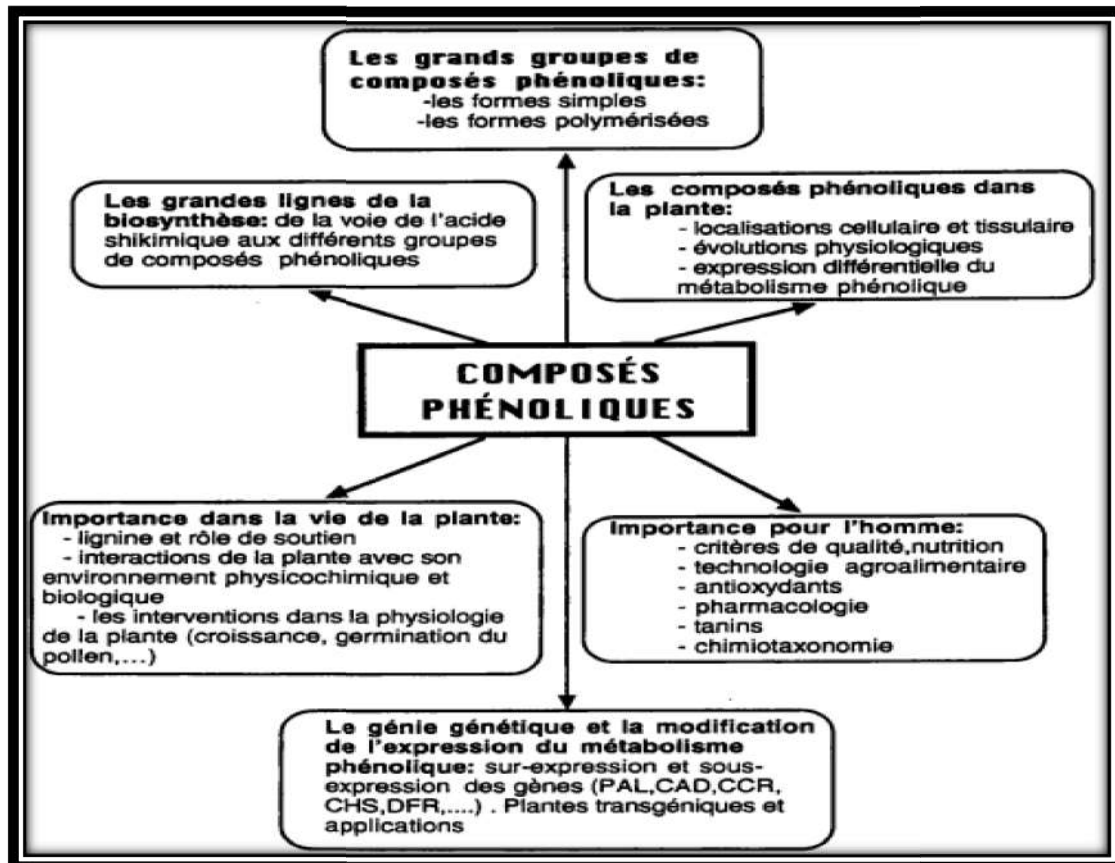 Les grands groupes de
composés phénoliques:
-les formes simples
-les formes polymérisées
Les grandes lignes de la
biosynthèse: de la voie de l'acide
shikimique aux différents groupes
de composés phénoliques
Les composés phénoliques dans
la plante:
- localisations cellulaire et tissulaire
- évolutions physiologiques
- expression différentielle du
métabolisme phénolique
COMPOSÉS
PHÉNOLIQUES
Importance dans la vie de la plante:
- lignine et rôle de soutien
- interactions de la plante avec son
environnement physicochimique et
biologique
- les interventions dans la physiologie
de la plante (croissance, germination du
pollen,...)
Importance pour l'homme:
- critères de qualité,nutrition
- technologie agroalimentaire
- antioxydants
- pharmacologie
- tanins
- chimiotaxonomie
Le génie génétique et la modification
de l'expression du métabolisme
phénolique: sur-expression et sous-
expression des gènes (PAL,CAD,CCR,
CHS,DFR,....) . Plantes transgéniques et
applications